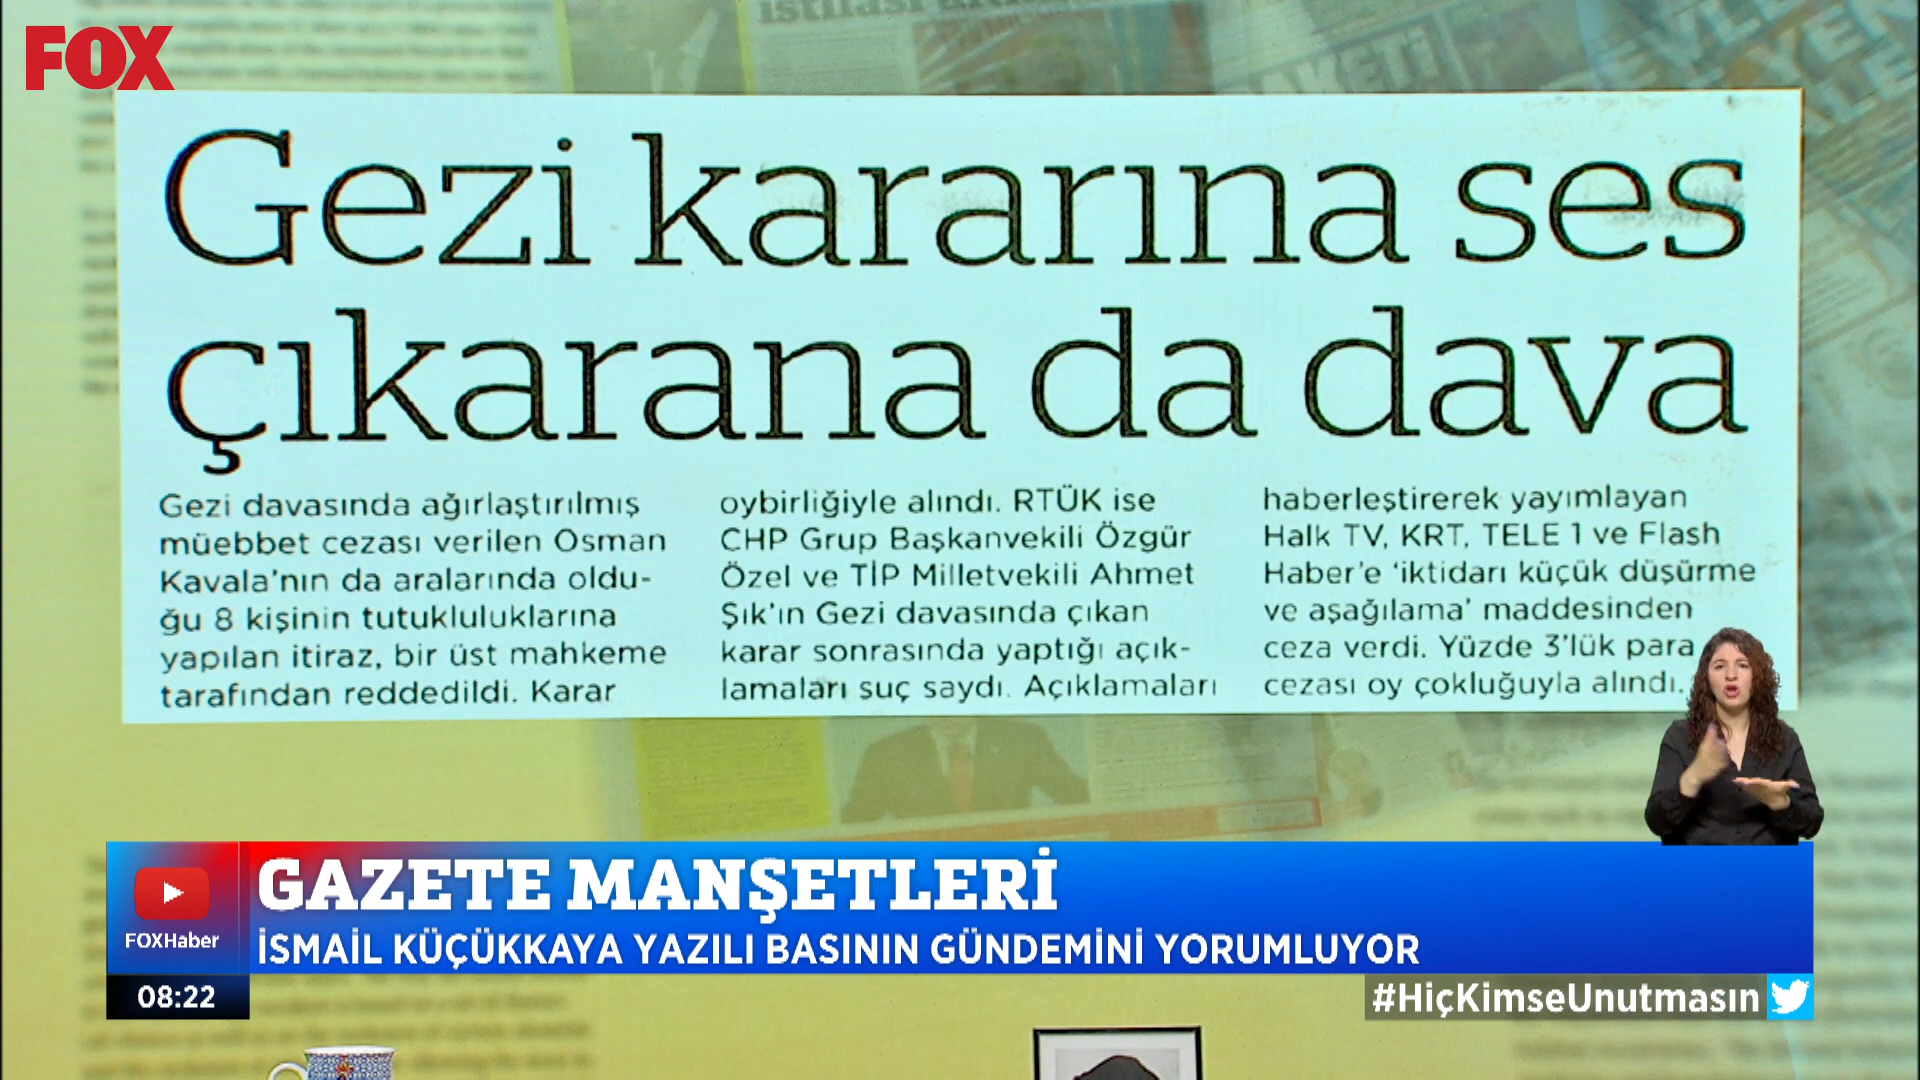 FOX
Gezi kararına ses
çıkarana da dava
Gezi davasında ağırlaştırılmış
müebbet cezası verilen Osman
Kavala'nın da aralarında oldu-
ğu 8 kişinin tutukluluklarına
yapılan itiraz, bir üst mahkeme
tarafından reddedildi. Karar
oybirliğiyle alındı. RTÜK ise
CHP Grup Başkanvekili Özgür
Özel ve TİP Milletvekili Ahmet
Şık'ın Gezi davasında çıkan
karar sonrasında yaptığı açık-
lamaları suç saydı. Açıklamaları
haberleştirerek yayımlayan
Halk TV, KRT, TELE 1 ve Flash
Haber'e 'iktidarı küçük düşürme
ve aşağılama' maddesinden
ceza verdi. Yüzde 3'lük para
cezası oy çokluğuyla alındı.
GAZETE MANŞETLERİ
FOXHaber
İSMAİL KÜÇÜKKAYA YAZILI BASININ GÜNDEMİNİ YORUMLUYOR
08:22
#HiçKimseUnutmasın